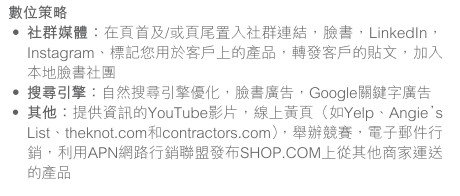 數位策略
• 社群媒體：在頁首及/或頁尾置入社群連結，臉書，LinkedIn，
Instagram、標記您用於客戶上的產品，轉發客戶的貼文，加入
本地臉書社團
• 搜尋引擎：自然搜尋引擎優化，臉書廣告，Google關鍵字廣告
• 其他：提供資訊的YouTube影片，線上黃頁（如Yelp、Angie's
List、theknot.com和contractors.com），舉辦競賽，電子郵件行
銷，利用APN網路行銷聯盟發布SHOP.COM上從其他商家運送
的產品